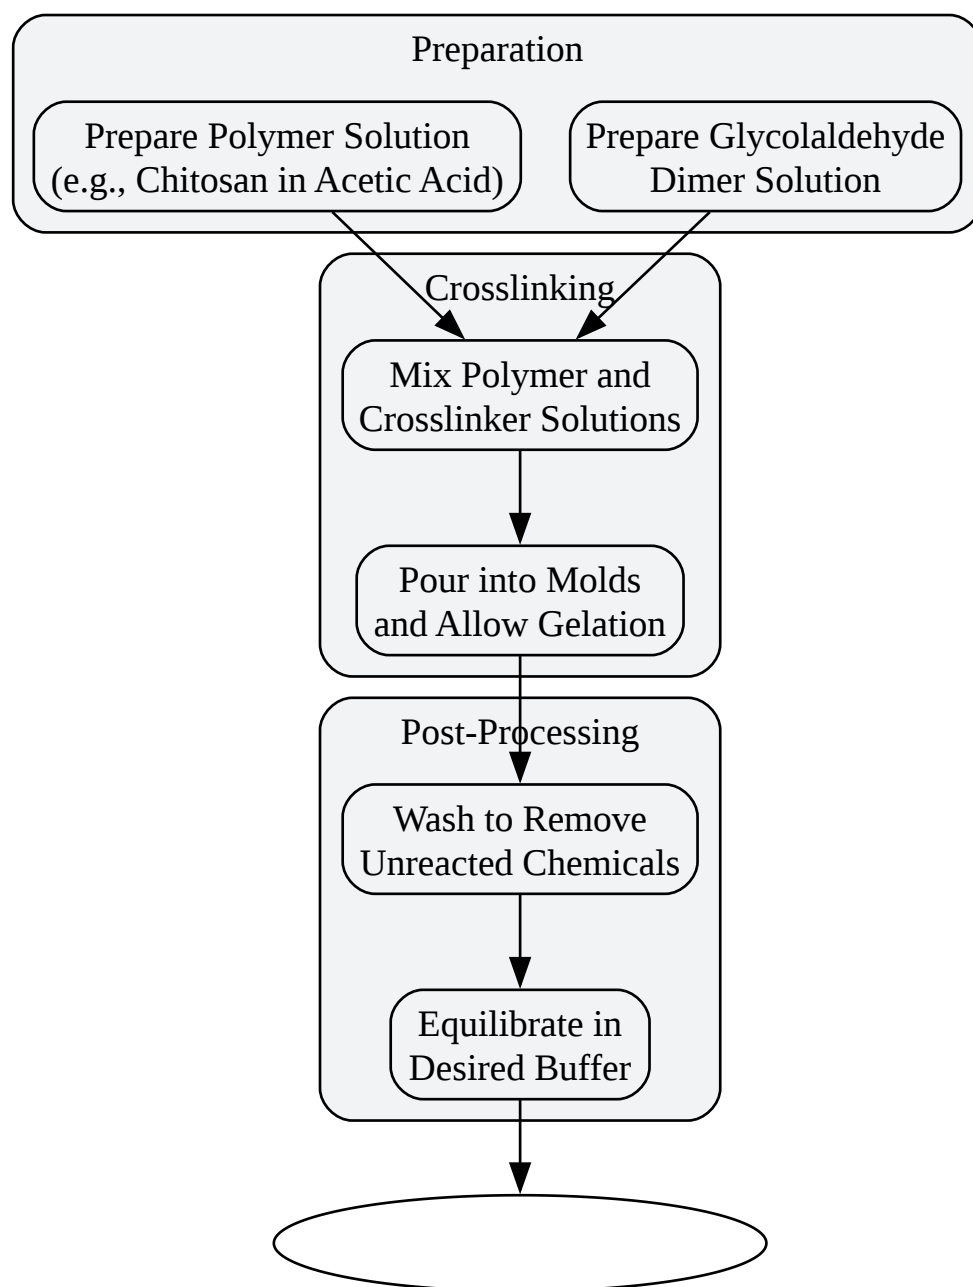 Preparation
Prepare Polymer Solution
(e.g., Chitosan in Acetic Acid)
Prepare Glycolaldehyde
Dimer Solution
Crosslinking
Mix Polymer and
Crosslinker Solutions
Pour into Molds
and Allow Gelation
Post-Processing
Wash to Remove
Unreacted Chemicals
Equilibrate in
Desired Buffer